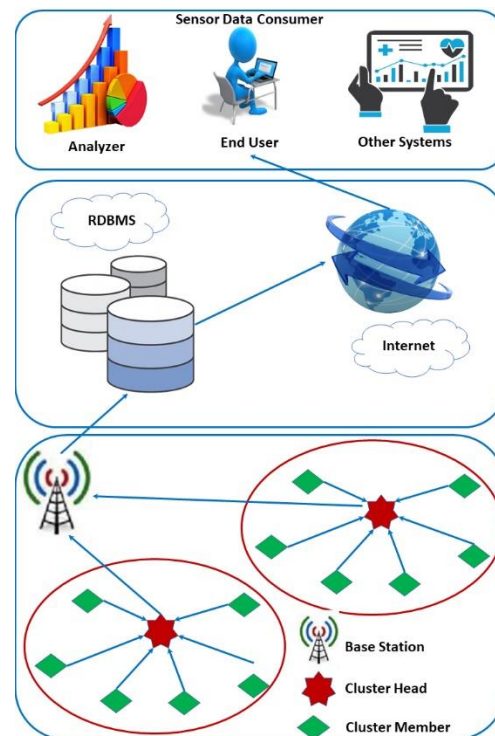 Sensor Data Consumer
Analyzer
End User
Other Systems
RDBMS
Internet
Base Station
Cluster Head
Cluster Member